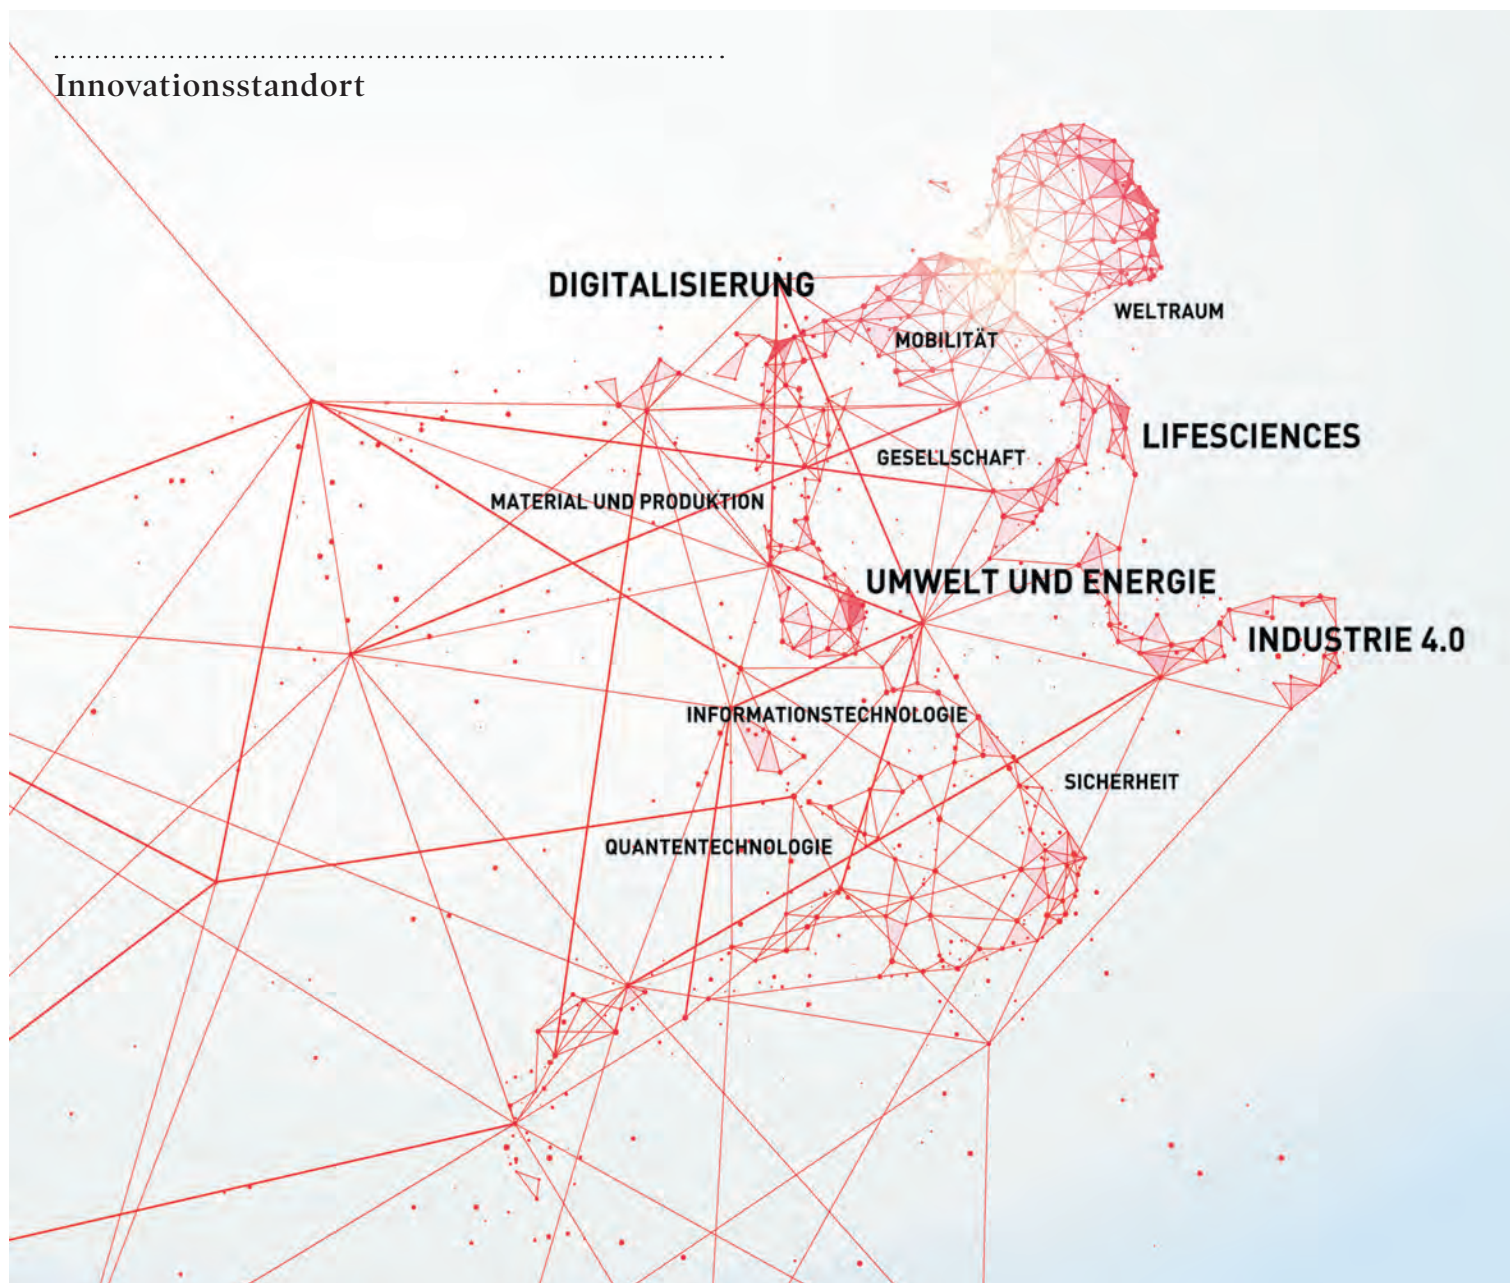 Innovationsstandort
DIGITALISIERUNG
WELTRAUM
MOBILITÄT
LIFESCIENCES
GESELLSCHAFT
MATERIAL UND PRODUKTION
UMWELT UND ENERGIE
INDUSTRIE 4.0
INFORMATIONSTECHNOLOGIE
SICHERHEIT
QUANTENTECHNOLOGIE